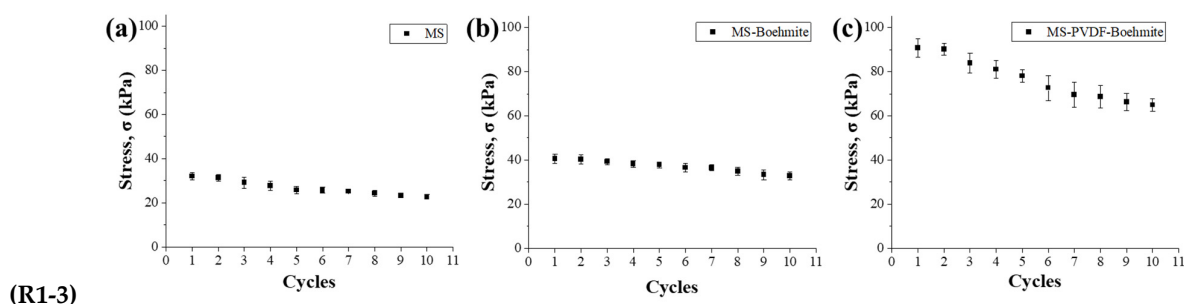 (a)
MS
100
80
60
40
20
0
Stress, σ (kPa)
0 1 2 3 4 5 6 7 8 9 10 11
Cycles
(b)
MS-Boehmite
100
80
60
40
20
0
Stress, σ (kPa)
0 1 2 3 4 5 6 7 8 9 10 11
Cycles
(c)
MS-PVDF-Boehmite
100
80
60
40
20
0
Stress, σ (kPa)
0 1 2 3 4 5 6 7 8 9 10 11
Cycles
(R1-3)